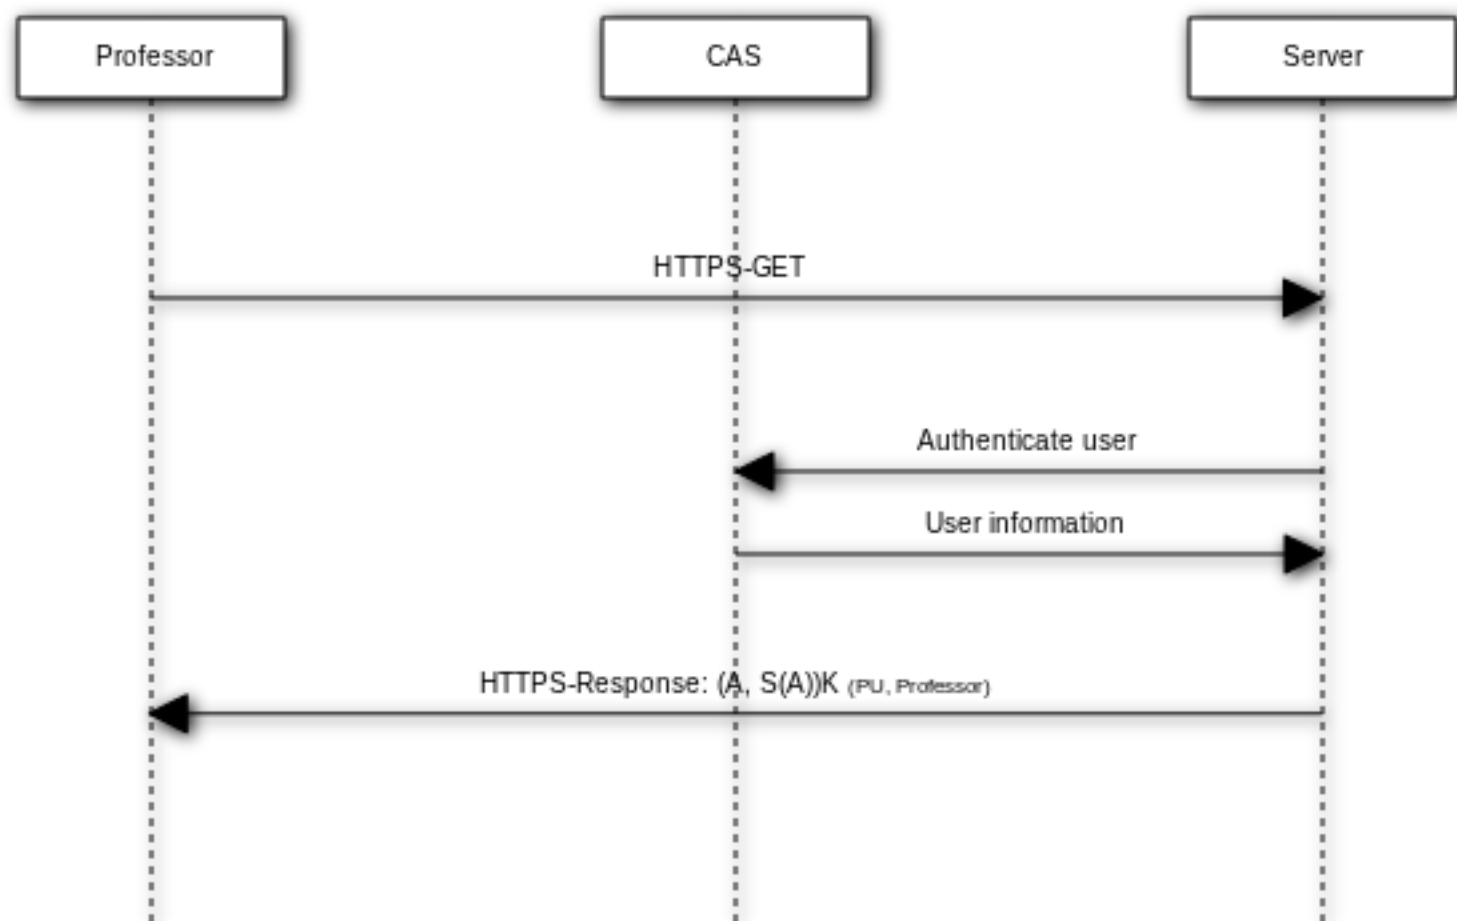 Professor
CAS
Server
HTTPS-GET
Authenticate user
User information
HTTPS-Response: (A, S(A))K (PU, Professor)